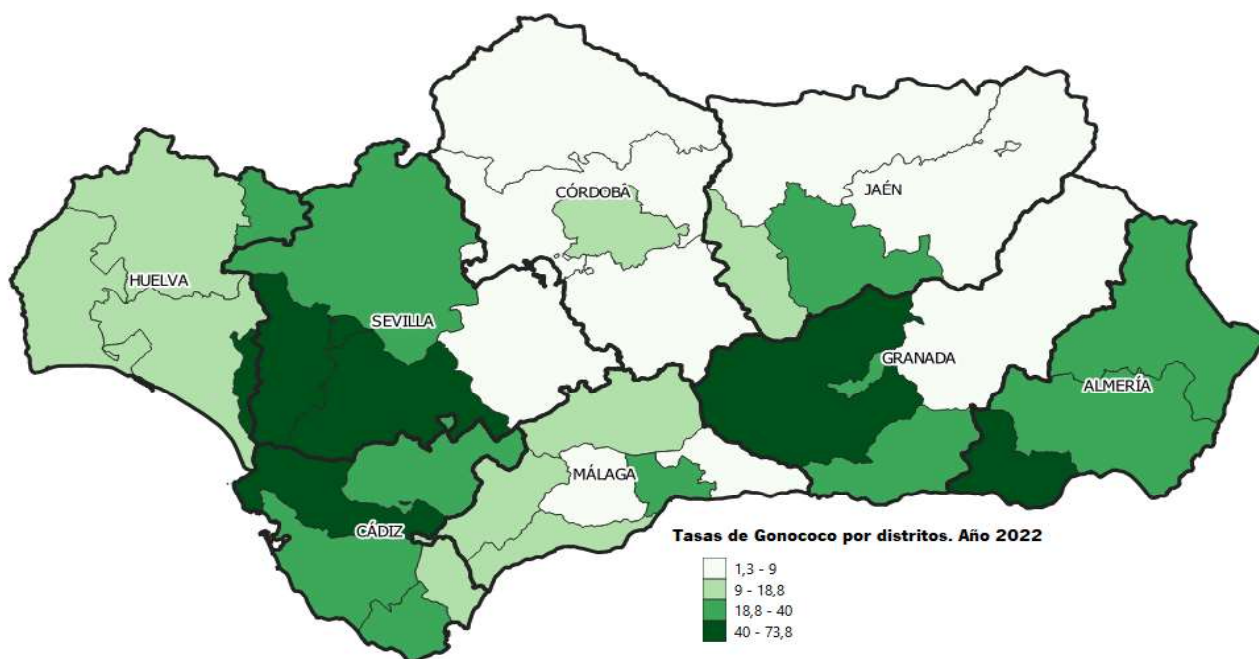 CÓRDOBA
JAÉN
HUELVA
SEVILLA
GRANADA
ALMERÍA
MÁLAGA
CÁDIZ
Tasas de Gonococo por distritos. Año 2022
1,3 - 9
9 - 18,8
18,8 - 40
40 - 73,8